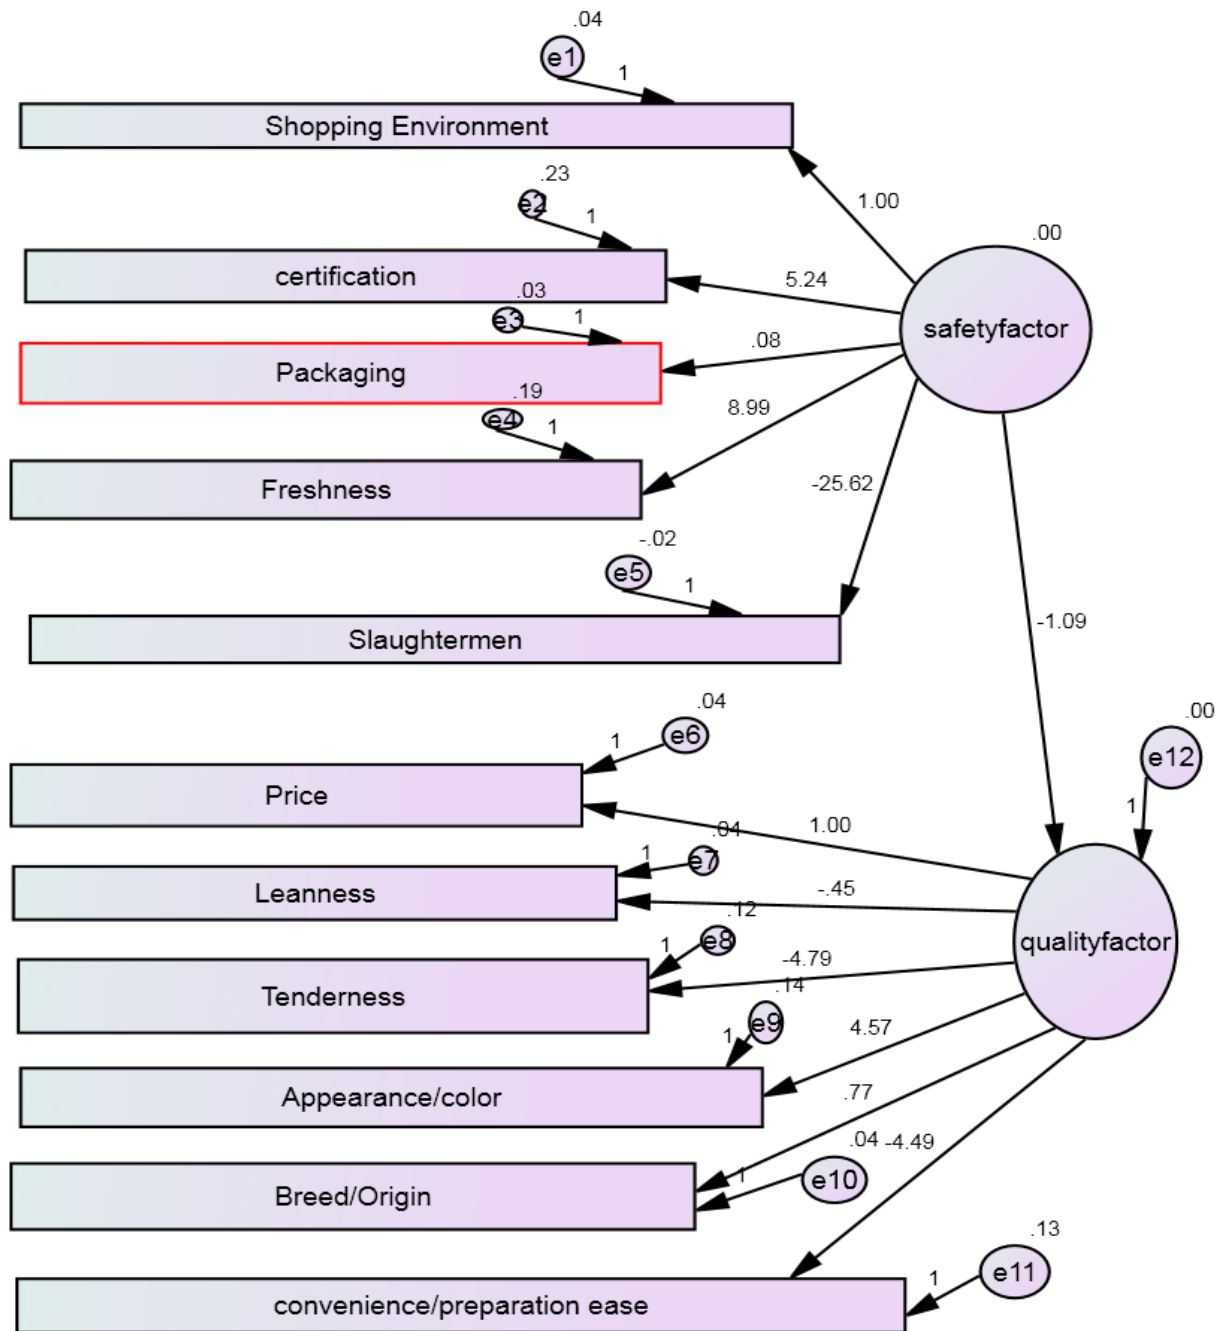 .04
e1
1
Shopping Environment
1.00
.23
e2
1
certification
5.24
.00
safetyfactor
.03
e3
1
Packaging
.08
.19
e4
1
Freshness
8.99
-25.62
-.02
e5
1
Slaughtermen
-1.09
.04
e6
1
Price
1.00
.00
e12
1
.04
e7
1
Leanness
-.45
qualityfactor
.12
e8
1
Tenderness
-4.79
.14
e9
1
Appearance/color
4.57
.77
.04
e10
1
Breed/Origin
-4.49
.13
e11
1
convenience/preparation ease